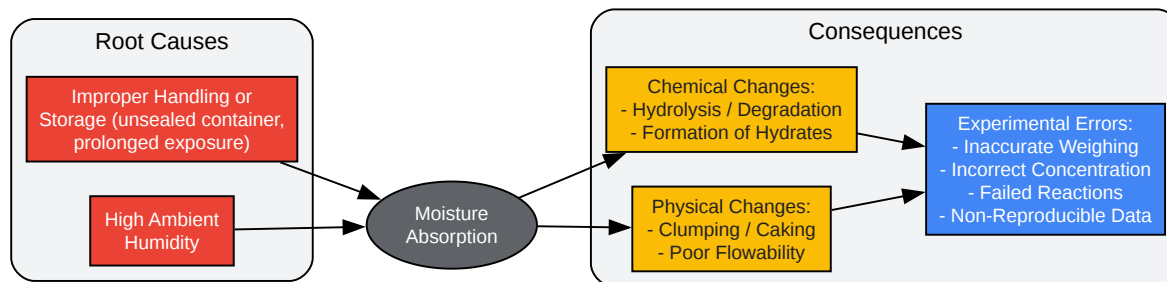 Root Causes
Improper Handling or
Storage (unsealed container,
prolonged exposure)
High Ambient
Humidity
Moisture
Absorption
Consequences
Chemical Changes:
- Hydrolysis / Degradation
- Formation of Hydrates
Physical Changes:
- Clumping / Caking
- Poor Flowability
Experimental Errors:
- Inaccurate Weighing
- Incorrect Concentration
- Failed Reactions
- Non-Reproducible Data